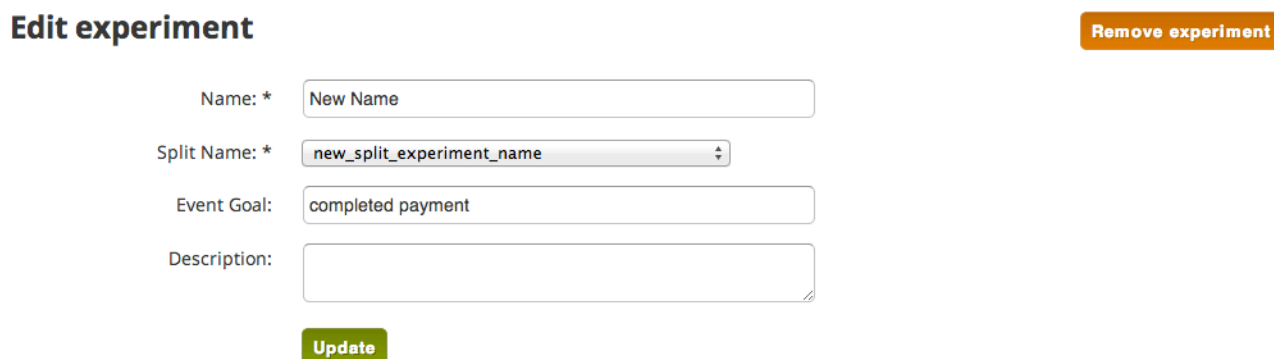 Edit experiment
Remove experiment
Name: *
New Name
Split Name: *
new_split_experiment_name
Event Goal:
completed payment
Description:
Update